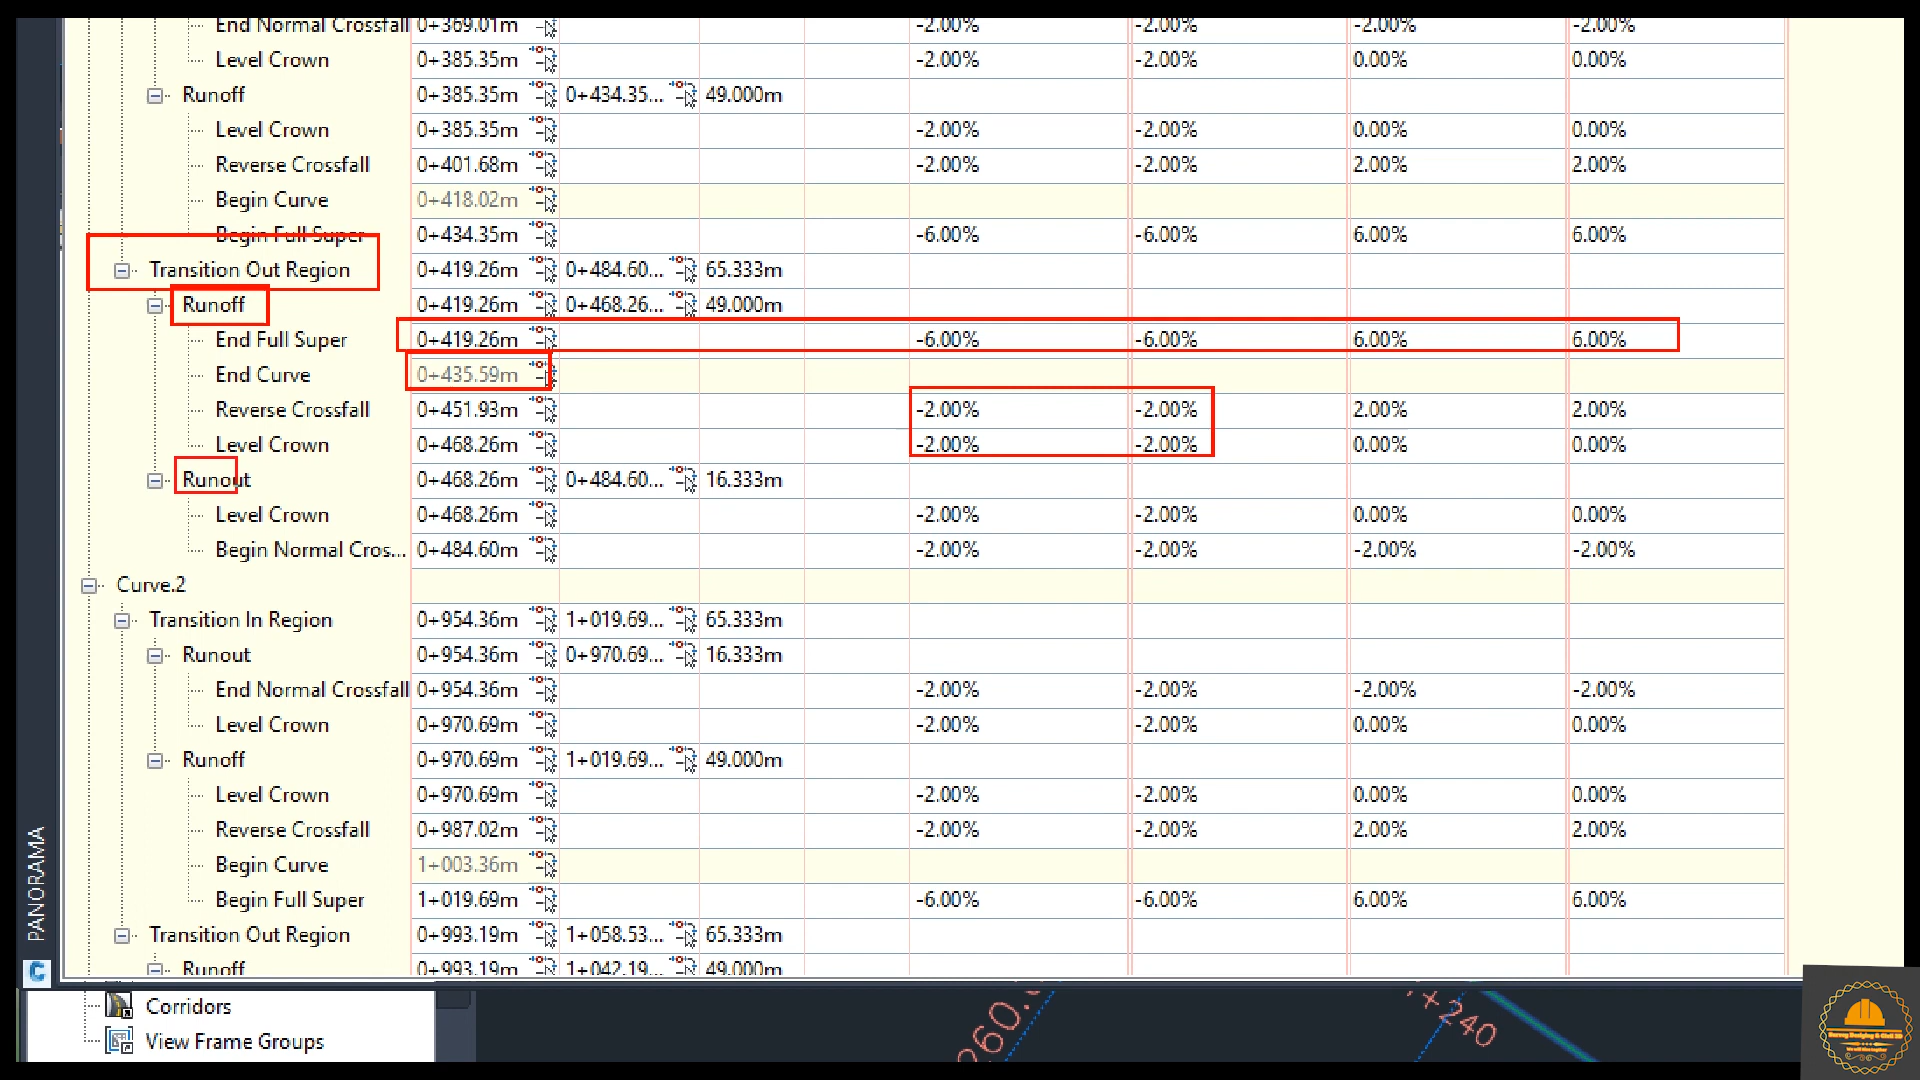 End Normal Crossfall 0+369.01m -2.00% -2.00% -2.00% -2.00%
Level Crown 0+385.35m -2.00% -2.00% 0.00% 0.00%
Runoff 0+385.35m 0+434.35... 49.000m
Level Crown 0+385.35m -2.00% -2.00% 0.00% 0.00%
Reverse Crossfall 0+401.68m -2.00% -2.00% 2.00% 2.00%
Begin Curve 0+418.02m
Begin Full Super 0+434.35m -6.00% -6.00% 6.00% 6.00%
Transition Out Region 0+419.26m 0+484.60... 65.333m
Runoff 0+419.26m 0+468.26... 49.000m
End Full Super 0+419.26m -6.00% -6.00% 6.00% 6.00%
End Curve 0+435.59m
Reverse Crossfall 0+451.93m -2.00% -2.00% 2.00% 2.00%
Level Crown 0+468.26m -2.00% -2.00% 0.00% 0.00%
Runout 0+468.26m 0+484.60... 16.333m
Level Crown 0+468.26m -2.00% -2.00% 0.00% 0.00%
Begin Normal Cros... 0+484.60m -2.00% -2.00% -2.00% -2.00%
Curve.2
Transition In Region 0+954.36m 1+019.69... 65.333m
Runout 0+954.36m 0+970.69... 16.333m
End Normal Crossfall 0+954.36m -2.00% -2.00% -2.00% -2.00%
Level Crown 0+970.69m -2.00% -2.00% 0.00% 0.00%
Runoff 0+970.69m 1+019.69... 49.000m
Level Crown 0+970.69m -2.00% -2.00% 0.00% 0.00%
Reverse Crossfall 0+987.02m -2.00% -2.00% 2.00% 2.00%
Begin Curve 1+003.36m
Begin Full Super 1+019.69m -6.00% -6.00% 6.00% 6.00%
Transition Out Region 0+993.19m 1+058.53... 65.333m
Runoff 0+993.19m 1+042.19... 49.000m
PANORAMA
Corridors
View Frame Groups
260.
1+240